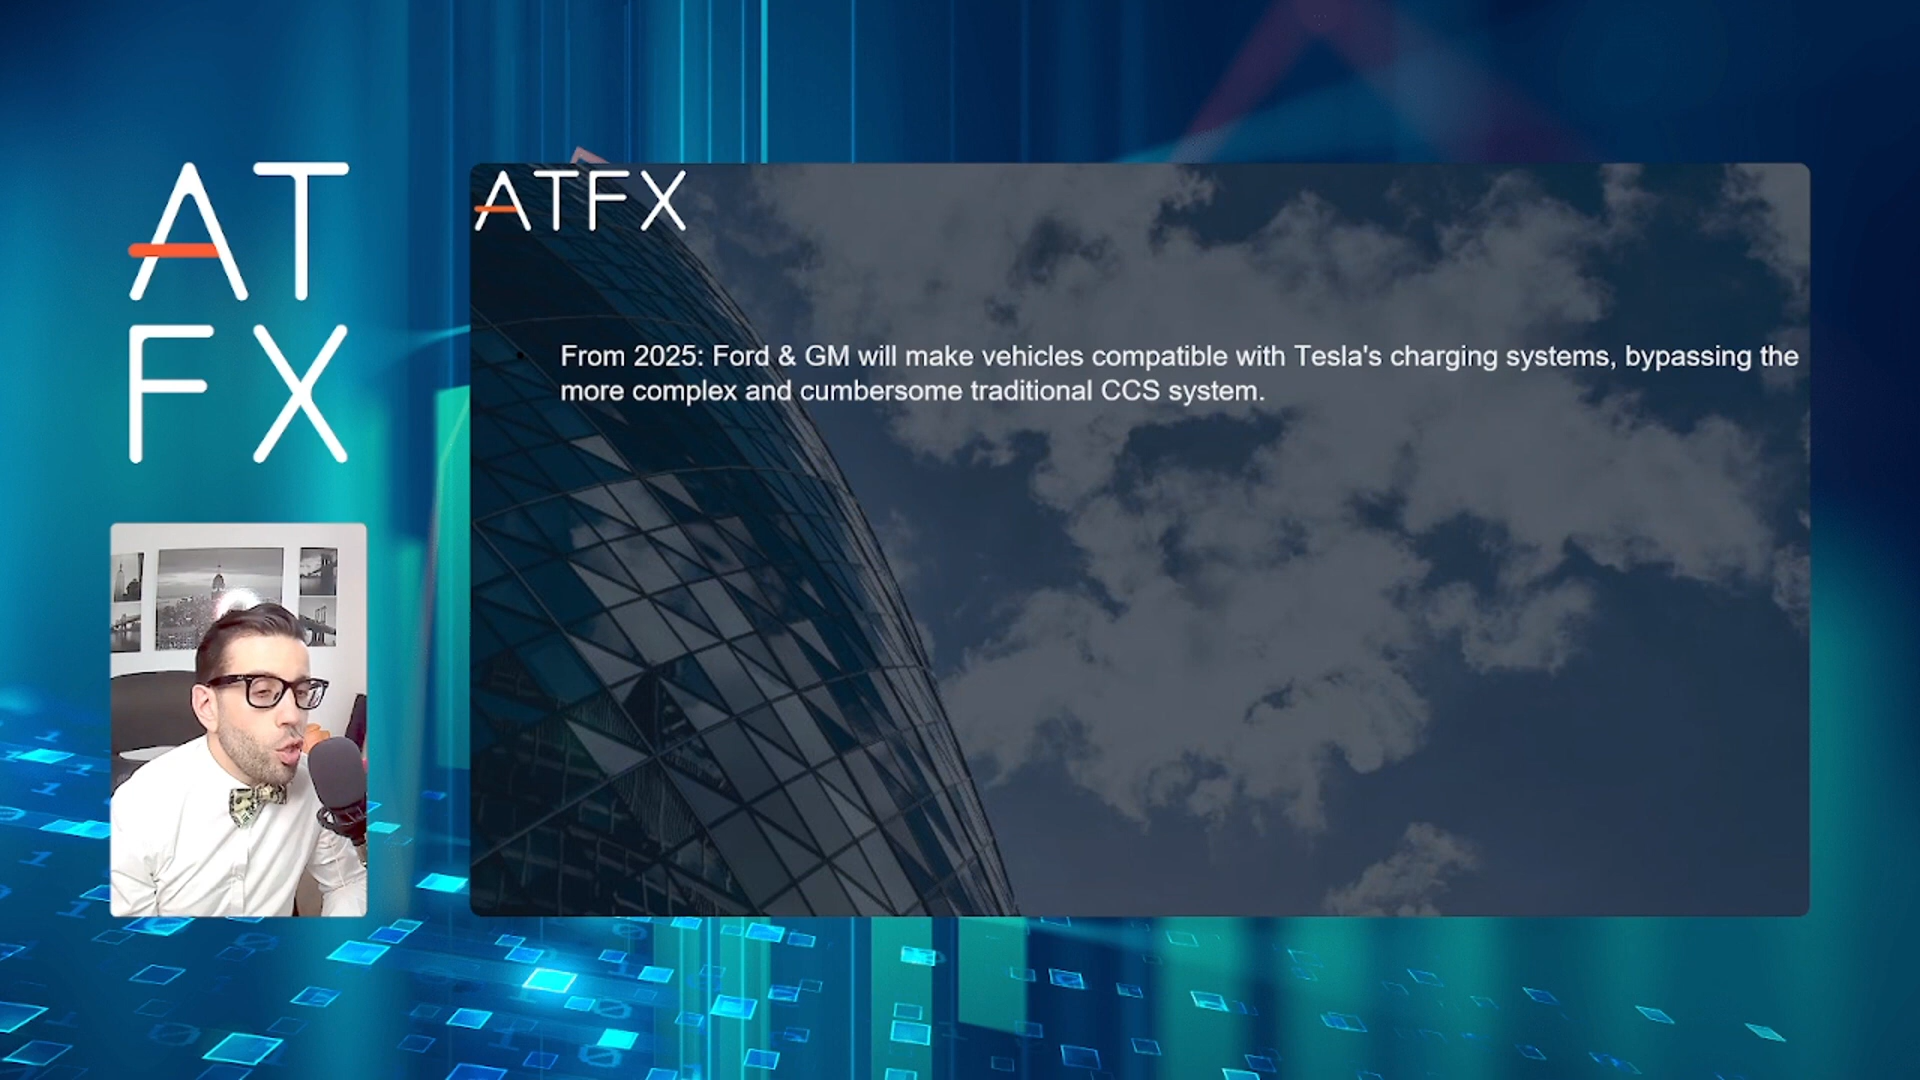 AT
FX
ATFX
From 2025: Ford & GM will make vehicles compatible with Tesla's charging systems, bypassing the
more complex and cumbersome traditional CCS system.